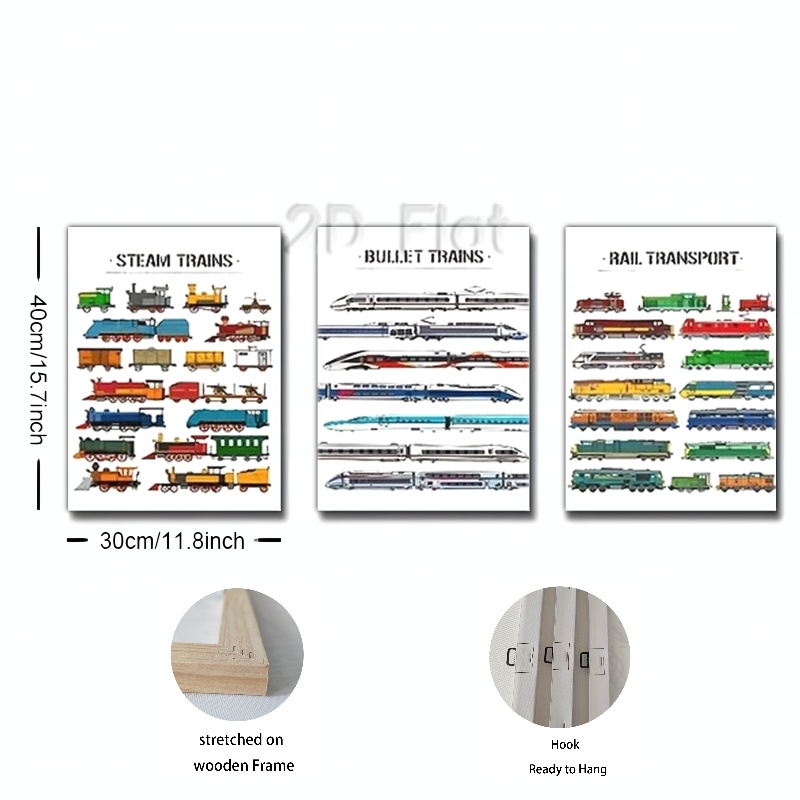 2D Flat
· STEAM TRAINS ·
· BULLET TRAINS ·
· RAIL TRANSPORT ·
40cm/15.7inch
30cm/11.8inch
stretched on
wooden Frame
Hook
Ready to Hang